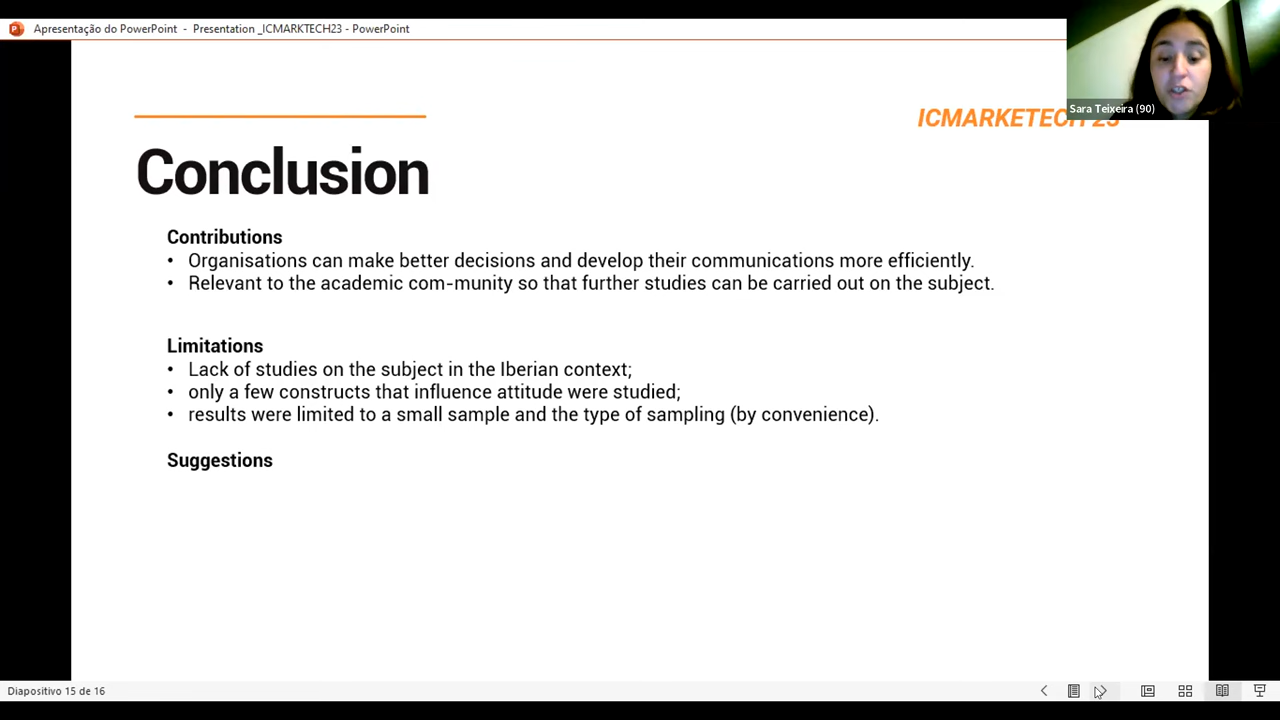 Apresentação do PowerPoint - Presentation _ICMARKTECH23 - PowerPoint
Sara Teixeira (90)
ICMARKETECH 23
Conclusion
Contributions
• Organisations can make better decisions and develop their communications more efficiently.
• Relevant to the academic com-munity so that further studies can be carried out on the subject.
Limitations
• Lack of studies on the subject in the Iberian context;
• only a few constructs that influence attitude were studied;
• results were limited to a small sample and the type of sampling (by convenience).
Suggestions
Diapositivo 15 de 16